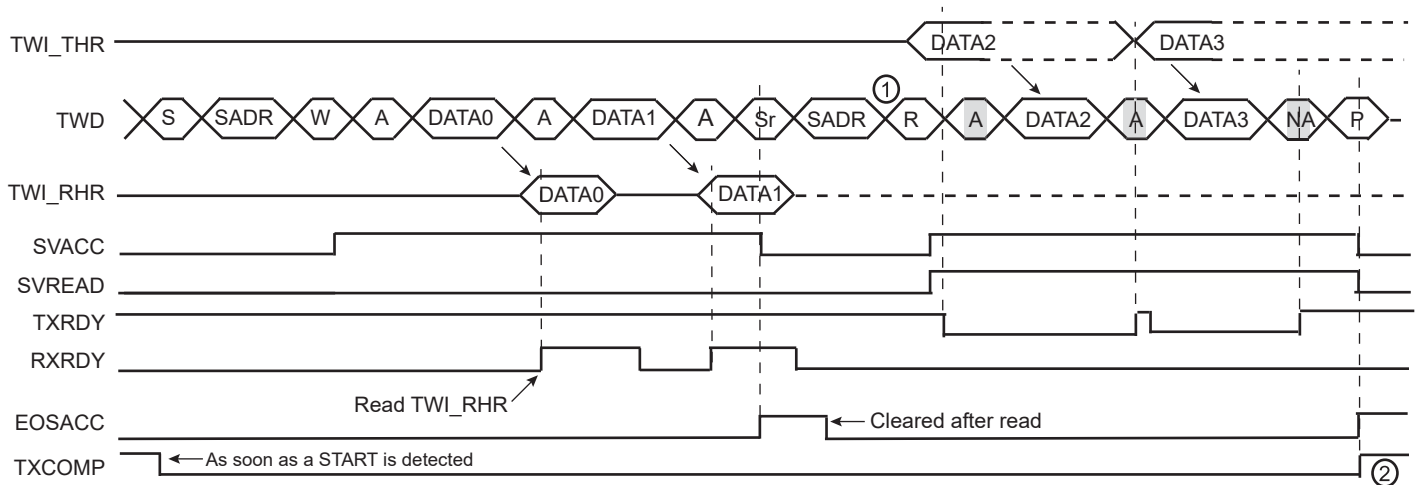 TWI_THR DATA2 DATA3
①
TWD S SADR W A DATA0 A DATA1 A Sr SADR R A DATA2 A DATA3 NA P
TWI_RHR DATA0 DATA1
SVACC
SVREAD
TXRDY
RXRDY
Read TWI_RHR
EOSACC Cleared after read
TXCOMP As soon as a START is detected ②